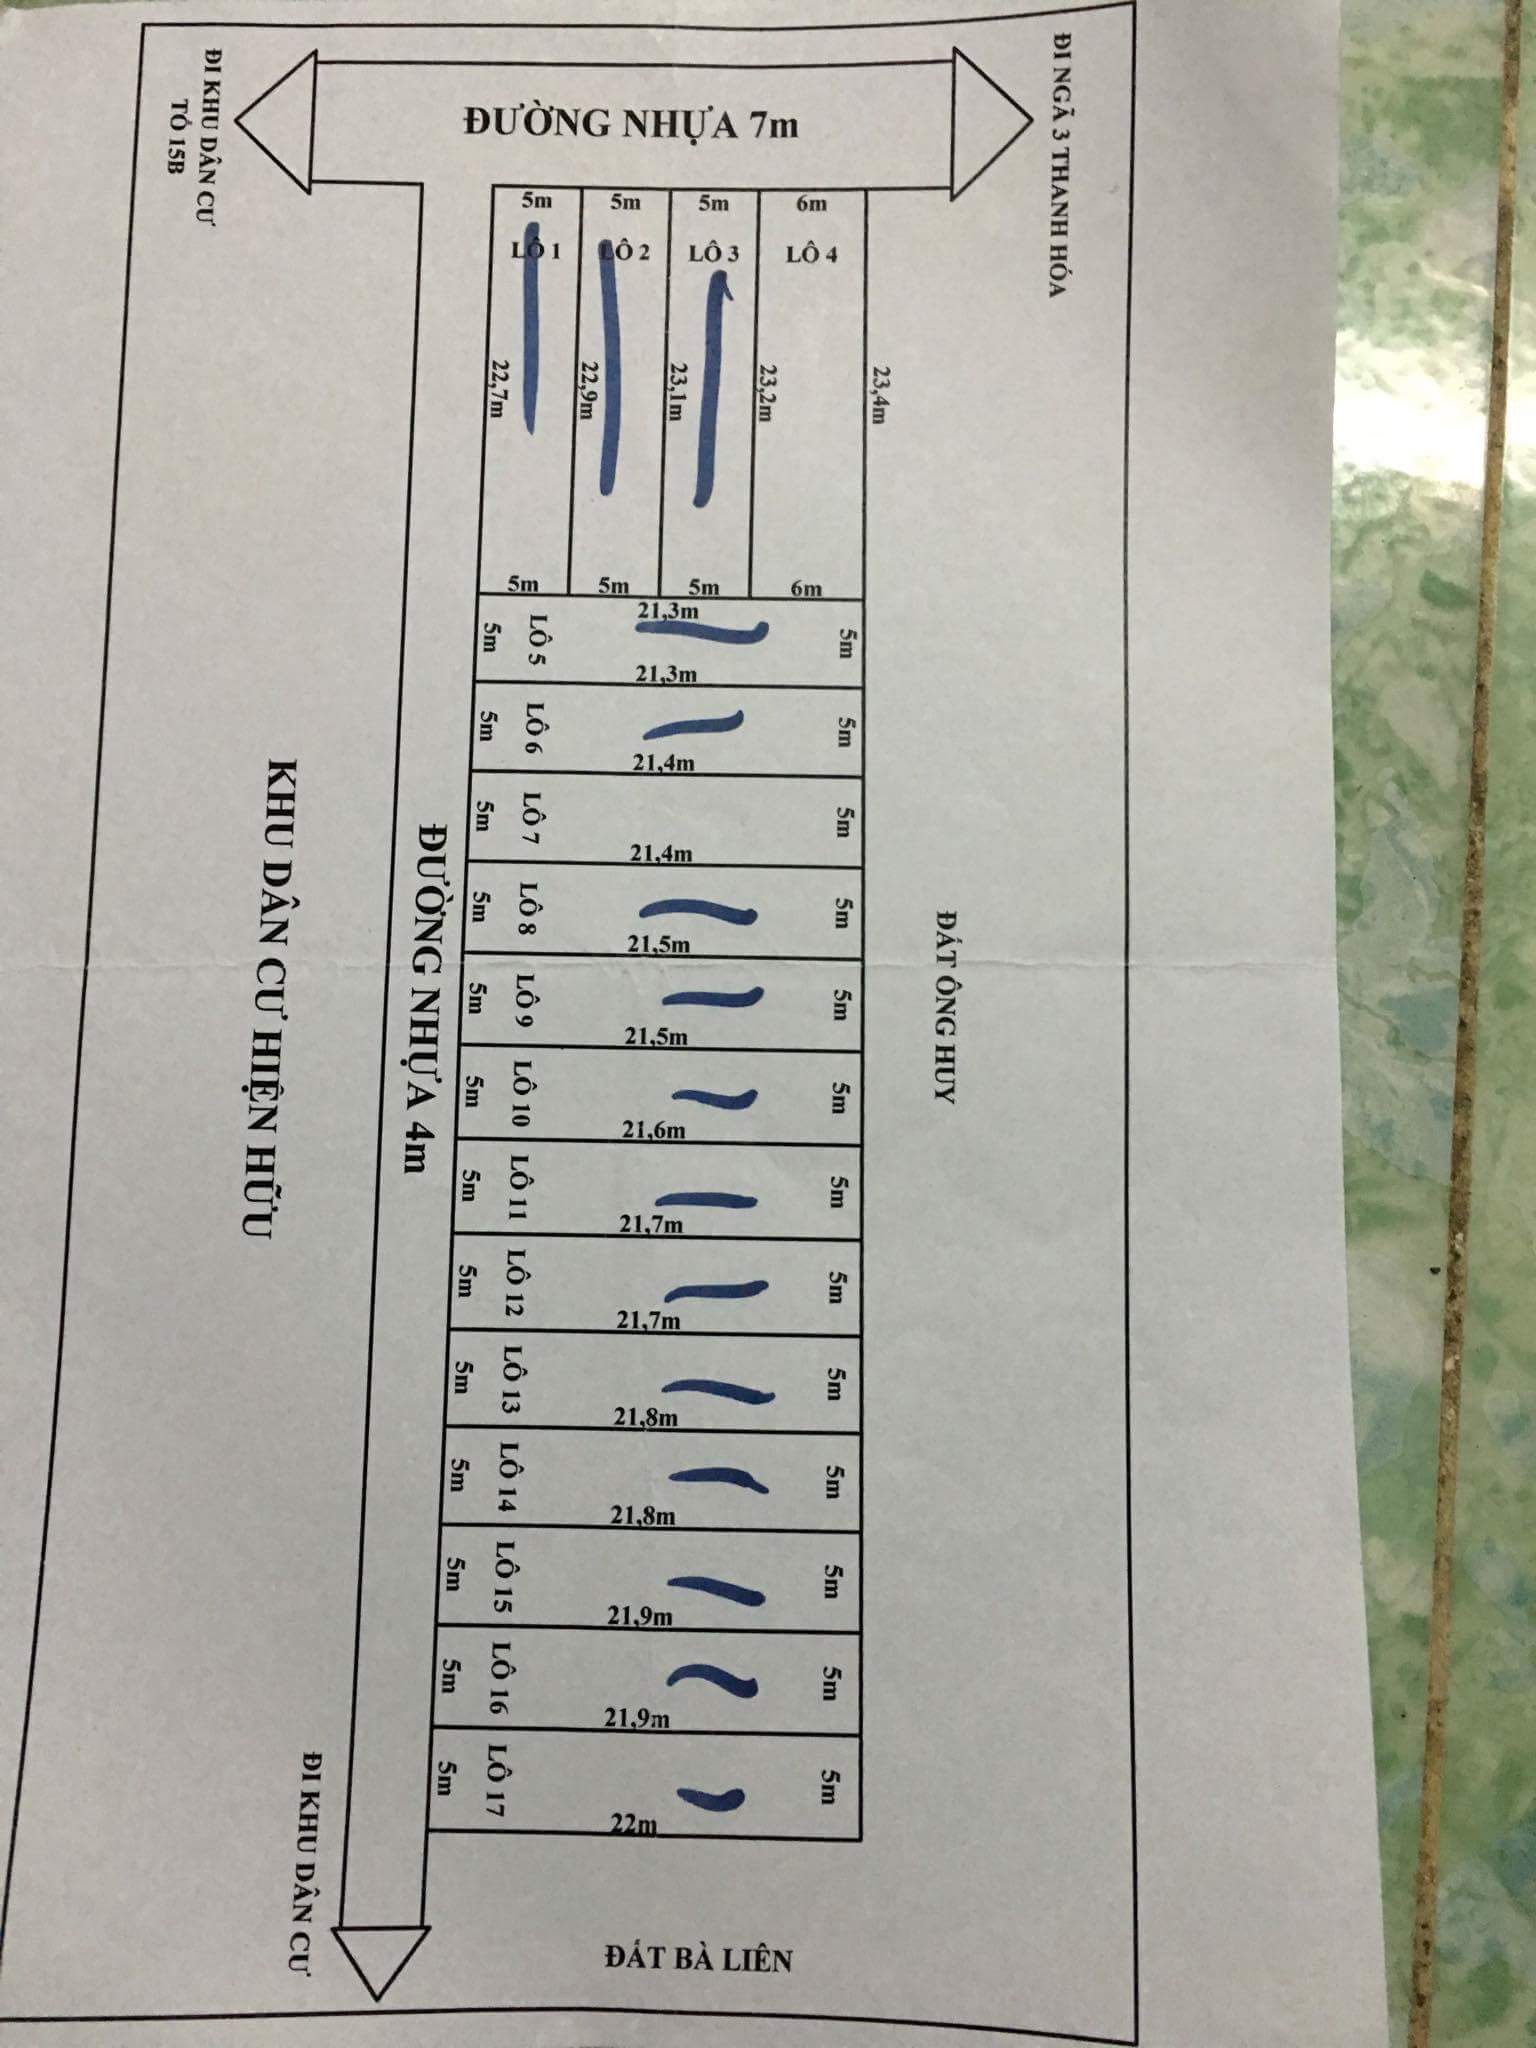 ĐI NGÃ 3 THANH HÓA
ĐI KHU DÂN CƯ
TỔ 15B
ĐƯỜNG NHỰA 7m
5m
5m
5m
6m
LÔ 1
LÔ 2
LÔ 3
LÔ 4
22,7m
22,9m
23,1m
23,2m
23,4m
5m
5m
5m
6m
21,3m
5m
LÔ 5
21,3m
5m
5m
LÔ 6
21,4m
5m
5m
LÔ 7
21,4m
5m
5m
LÔ 8
21,5m
5m
5m
LÔ 9
21,5m
5m
5m
LÔ 10
21,6m
5m
5m
LÔ 11
21,7m
5m
5m
LÔ 12
21,7m
5m
5m
LÔ 13
21,8m
5m
5m
LÔ 14
21,8m
5m
5m
LÔ 15
21,9m
5m
5m
LÔ 16
21,9m
5m
5m
LÔ 17
22m
5m
ĐẤT ÔNG HUY
ĐƯỜNG NHỰA 4m
KHU DÂN CƯ HIỆN HỮU
ĐI KHU DÂN CƯ
ĐẤT BÀ LIÊN